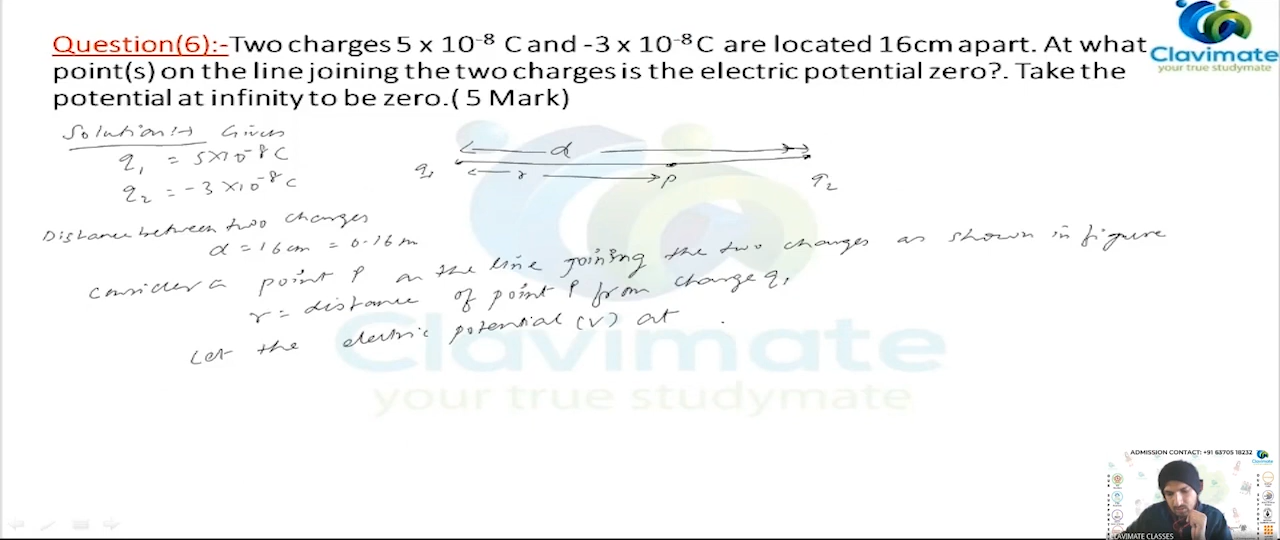 Question(6):-Two charges 5 x 10⁻⁸ C and -3 x 10⁻⁸C are located 16cm apart. At what
point(s) on the line joining the two charges is the electric potential zero?. Take the
potential at infinity to be zero.( 5 Mark)
Clavimate
your true studymate
Solution:→ Given
q₁ = 5×10⁻⁸C
q₂ = -3×10⁻⁸C
d
q₁ r P q₂
Distance between two charges
d = 16 cm = 0.16 m
Consider a point P on the line joining the two charges as shown in figure
r = distance of point P from charge q₁
Let the electric potential (V) at
Clavimate
your true studymate
ADMISSION CONTACT: +91 63705 18232
Clavimate
CLAVIMATE CLASSES